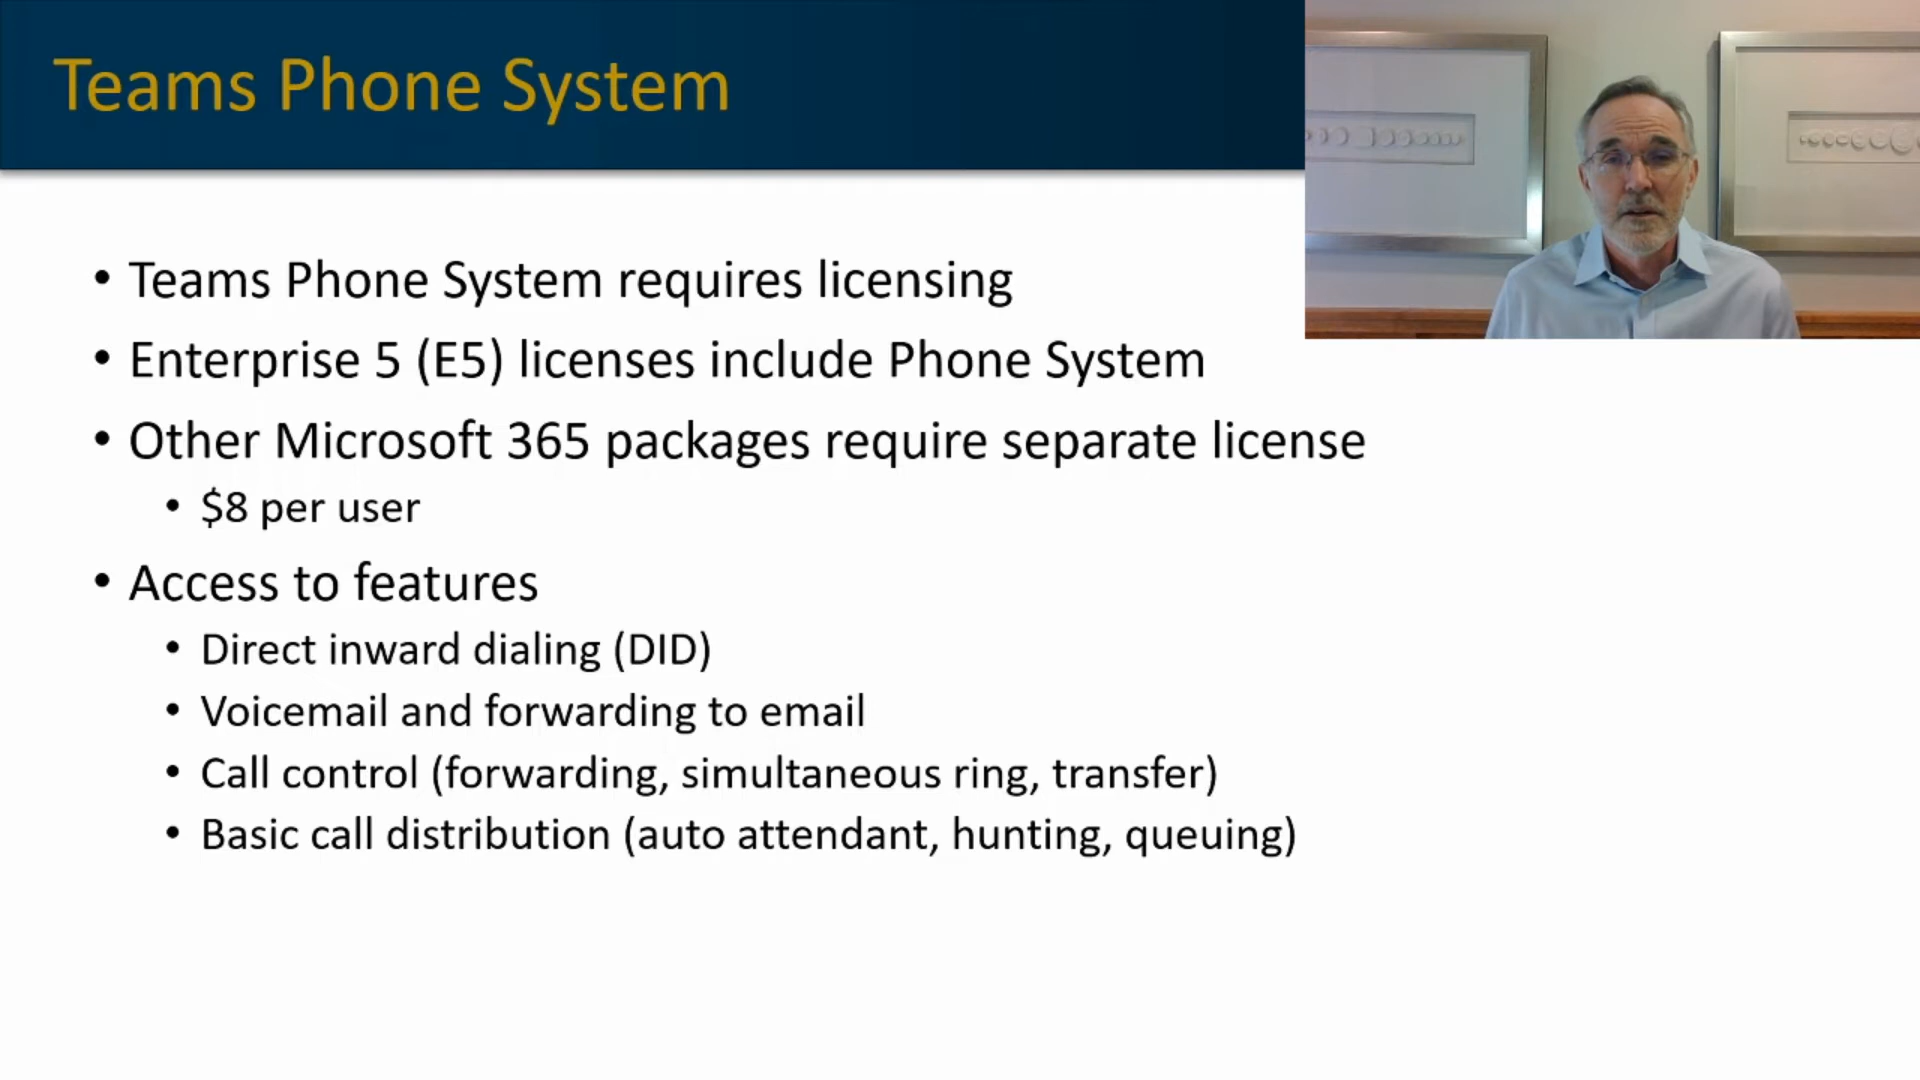 Teams Phone System
• Teams Phone System requires licensing
• Enterprise 5 (E5) licenses include Phone System
• Other Microsoft 365 packages require separate license
• $8 per user
• Access to features
• Direct inward dialing (DID)
• Voicemail and forwarding to email
• Call control (forwarding, simultaneous ring, transfer)
• Basic call distribution (auto attendant, hunting, queuing)